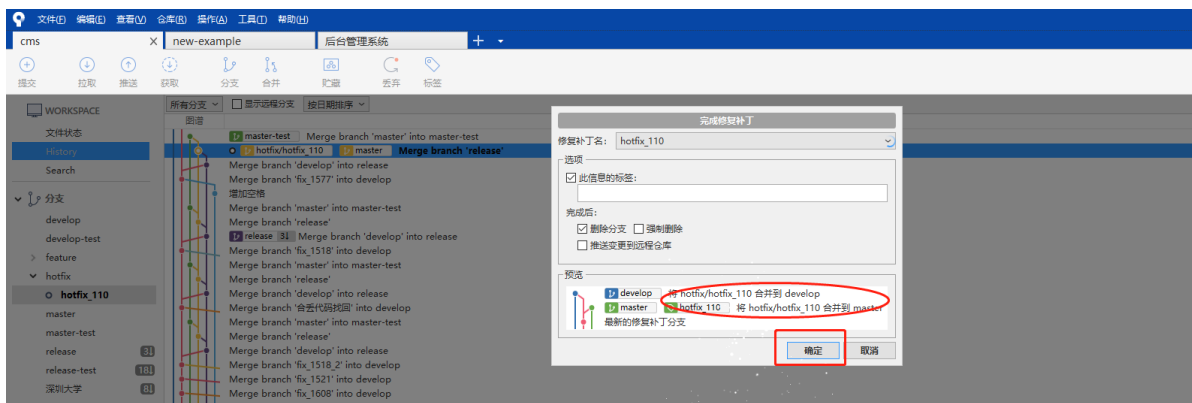 文件(F) 编辑(E) 查看(V) 仓库(R) 操作(A) 工具(T) 帮助(H)
cms X new-example 后台管理系统 +
提交 拉取 推送 获取 分支 合并 贮藏 丢弃 标签
WORKSPACE
文件状态
History
Search
分支
develop
develop-test
feature
hotfix
hotfix_110
master
master-test
release 3↓
release-test 18↓
深圳大学 8↓
所有分支 显示远程分支 按日期排序
图谱
master-test Merge branch 'master' into master-test
hotfix/hotfix_110 master Merge branch 'release'
Merge branch 'develop' into release
Merge branch 'fix_1577' into develop
增加空格
Merge branch 'master' into master-test
Merge branch 'release'
release 3↓ Merge branch 'develop' into release
Merge branch 'fix_1518' into develop
Merge branch 'master' into master-test
Merge branch 'release'
Merge branch 'develop' into release
Merge branch '合丢代码找回' into develop
Merge branch 'master' into master-test
Merge branch 'release'
Merge branch 'develop' into release
Merge branch 'fix_1518_2' into develop
Merge branch 'fix_1521' into develop
Merge branch 'fix_1608' into develop
完成修复补丁
修复补丁名: hotfix_110
选项
此信息的标签:
完成后:
删除分支 强制删除
推送变更到远程仓库
预览
develop 将 hotfix/hotfix_110 合并到 develop
master hotfix_110 将 hotfix/hotfix_110 合并到 master
最新的修复补丁分支
确定 取消